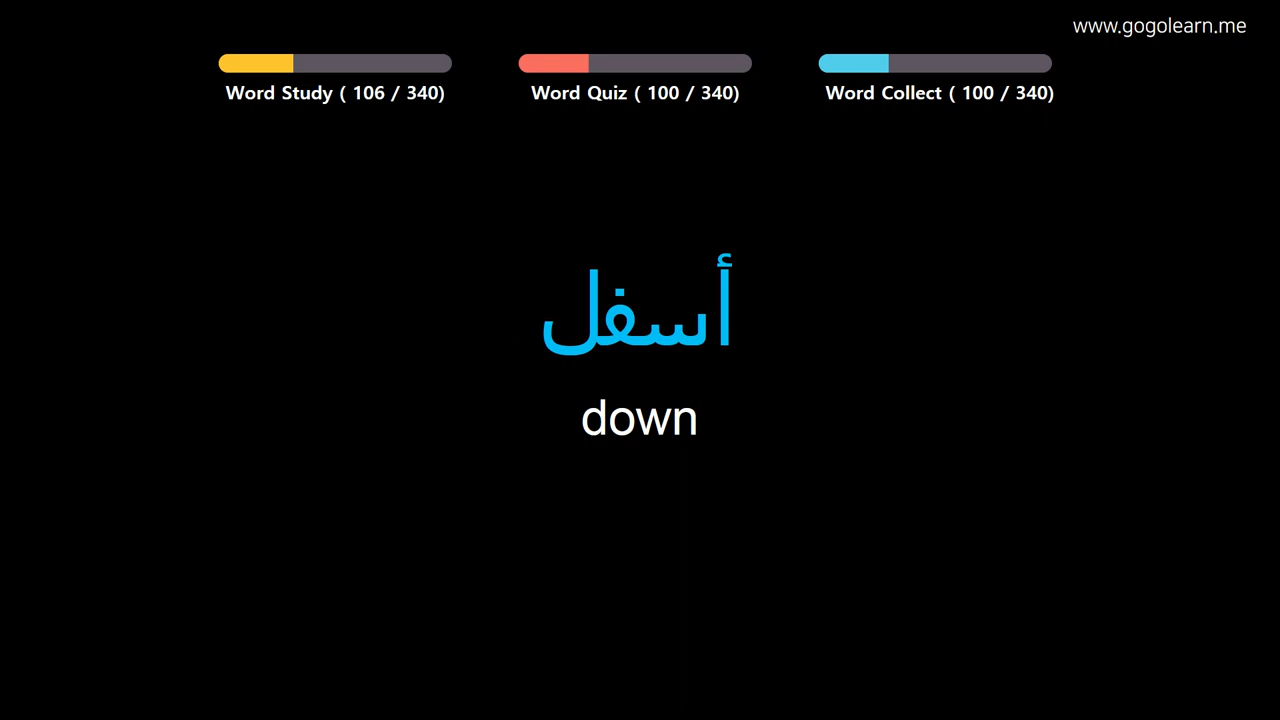 www.gogolearn.me
Word Study ( 106 / 340)
Word Quiz ( 100 / 340)
Word Collect ( 100 / 340)
أسفل
down